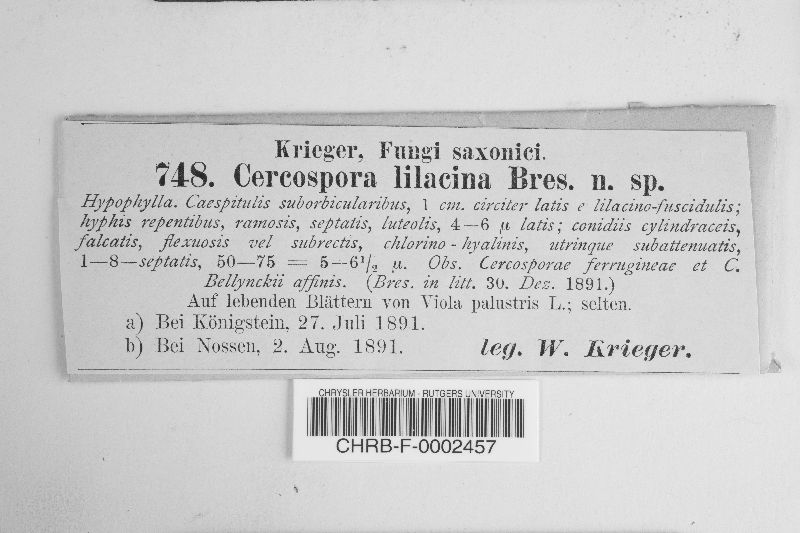 Krieger, Fungi saxonici.
748. Cercospora lilacina Bres. n. sp.
Hypophylla. Caespitulis suborbicularibus, 1 cm. circiter latis e lilacino-fuscidulis;
hyphis repentibus, ramosis, septatis, luteolis, 4—6 µ latis; conidiis cylindraceis,
falcatis, flexuosis vel subrectis, chlorino-hyalinis, utrinque subattenuatis,
1—8—septatis, 50—75 = 5—6½ µ. Obs. Cercosporae ferrugineae et C.
Bellynckii affinis. (Bres. in litt. 30. Dez. 1891.)
Auf lebenden Blättern von Viola palustris L.; selten.
a) Bei Königstein, 27. Juli 1891.
b) Bei Nossen, 2. Aug. 1891. leg. W. Krieger.
CHRYSLER HERBARIUM - RUTGERS UNIVERSITY
CHRB-F-0002457